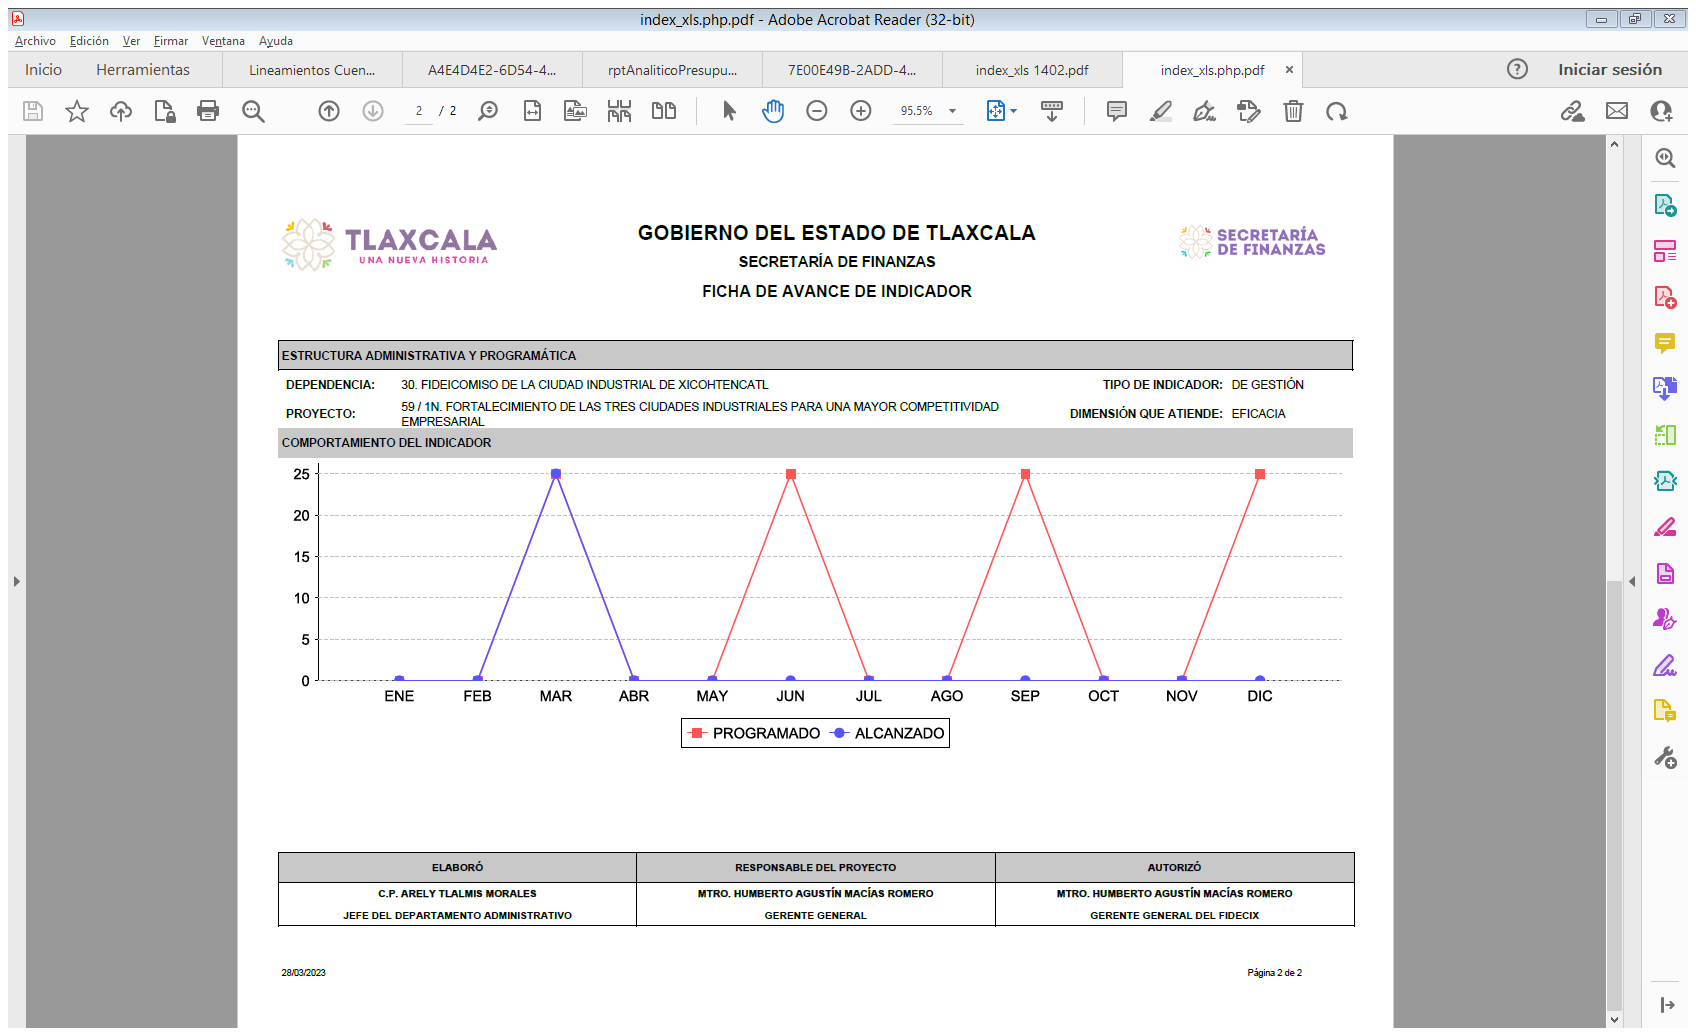 index_xls.php.pdf - Adobe Acrobat Reader (32-bit)
Archivo Edición Ver Firmar Ventana Ayuda
Inicio Herramientas Lineamientos Cuen... A4E4D4E2-6D54-4... rptAnaliticoPresupu... 7E00E49B-2ADD-4... index_xls 1402.pdf index_xls.php.pdf × ? Iniciar sesión
2 / 2 95.5%
TLAXCALA
UNA NUEVA HISTORIA
GOBIERNO DEL ESTADO DE TLAXCALA
SECRETARÍA DE FINANZAS
FICHA DE AVANCE DE INDICADOR
SECRETARÍA
DE FINANZAS
ESTRUCTURA ADMINISTRATIVA Y PROGRAMÁTICA
DEPENDENCIA: 30. FIDEICOMISO DE LA CIUDAD INDUSTRIAL DE XICOHTENCATL TIPO DE INDICADOR: DE GESTIÓN
PROYECTO: 59 / 1N. FORTALECIMIENTO DE LAS TRES CIUDADES INDUSTRIALES PARA UNA MAYOR COMPETITIVIDAD
EMPRESARIAL
DIMENSIÓN QUE ATIENDE: EFICACIA
COMPORTAMIENTO DEL INDICADOR
25
20
15
10
5
0
ENE FEB MAR ABR MAY JUN JUL AGO SEP OCT NOV DIC
PROGRAMADO ALCANZADO
ELABORÓ RESPONSABLE DEL PROYECTO AUTORIZÓ
C.P. ARELY TLALMIS MORALES MTRO. HUMBERTO AGUSTÍN MACÍAS ROMERO MTRO. HUMBERTO AGUSTÍN MACÍAS ROMERO
JEFE DEL DEPARTAMENTO ADMINISTRATIVO GERENTE GENERAL GERENTE GENERAL DEL FIDECIX
28/03/2023 Página 2 de 2